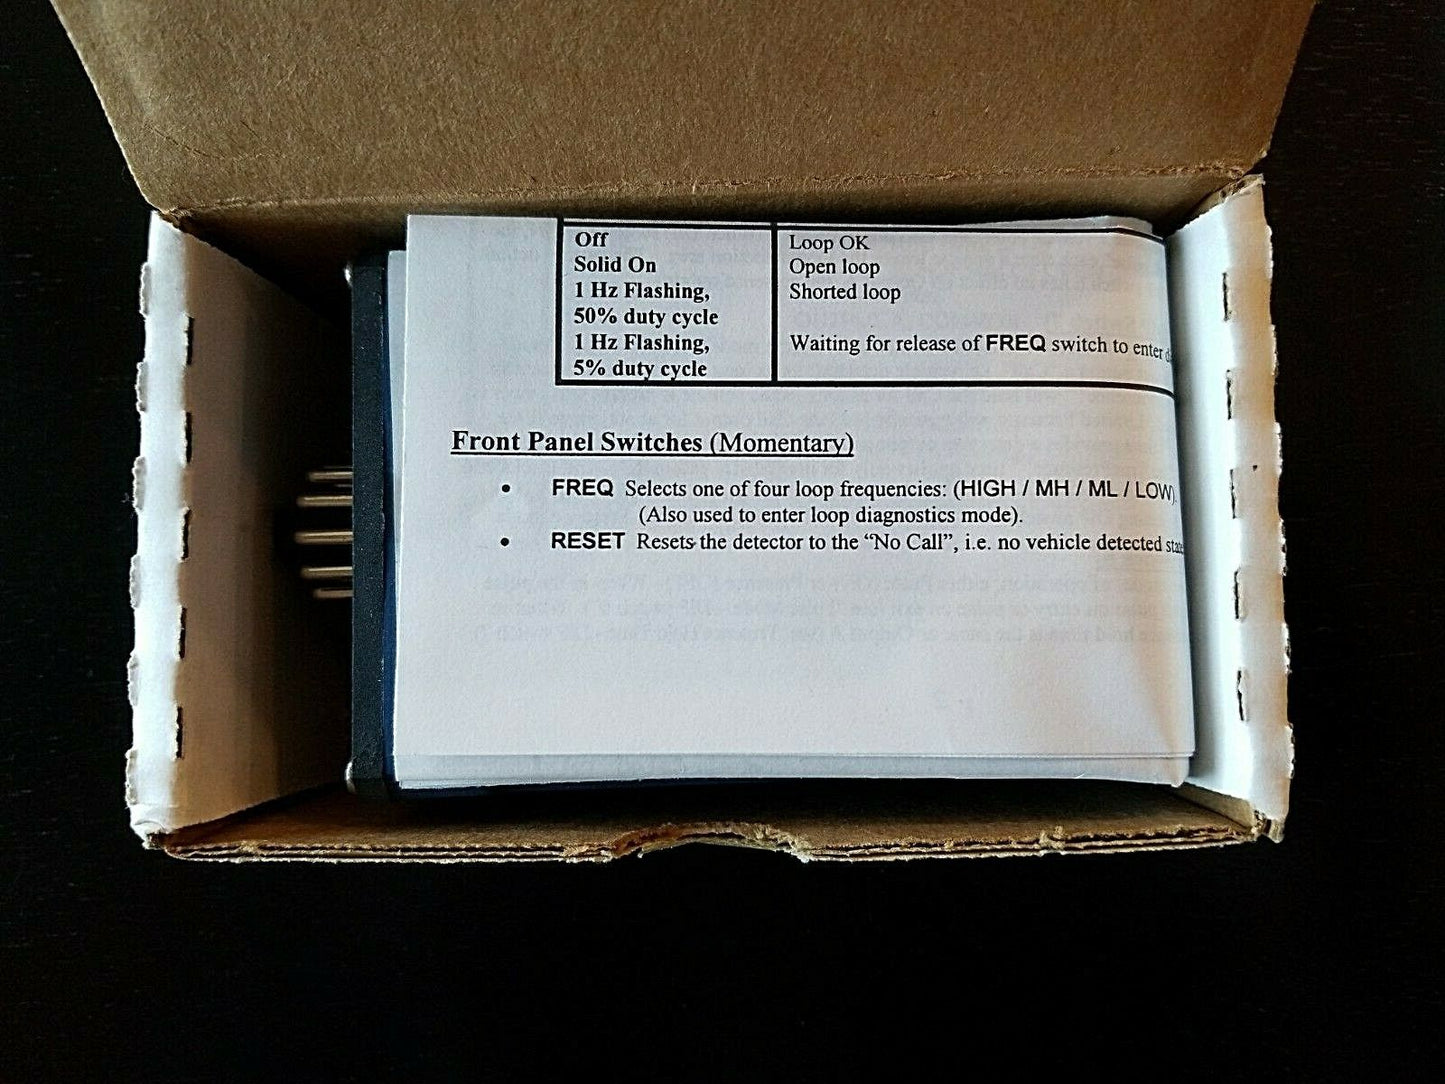 Off Loop OK
Solid On Open loop
1 Hz Flashing, Shorted loop
50% duty cycle
1 Hz Flashing, Waiting for release of FREQ switch to enter
5% duty cycle
Front Panel Switches (Momentary)
• FREQ Selects one of four loop frequencies: (HIGH / MH / ML / LOW).
(Also used to enter loop diagnostics mode).
• RESET Resets the detector to the “No Call”, i.e. no vehicle detected state